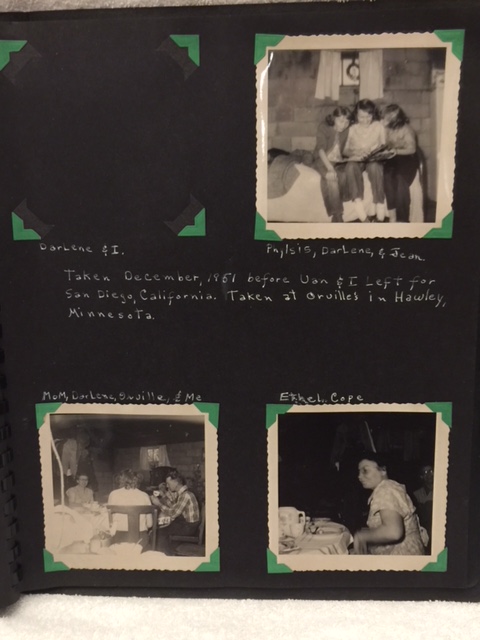 Darlene & I.
Phylsis, Darlene, & Jean.
Taken December, 1951 before Van & I Left for
San Diego, California. Taken at Orville's in Hawley,
Minnesota.
Mom, Darlene, Orville, & Me
Ethel Cope